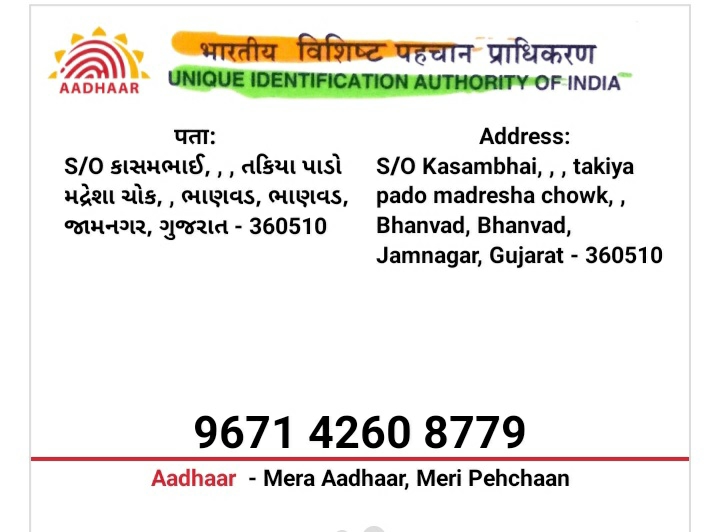 भारतीय विशिष्ट पहचान प्राधिकरण
AADHAAR
UNIQUE IDENTIFICATION AUTHORITY OF INDIA
पता:
S/O કાસમભાઈ, , , તકિયા પાડો
મદ્રેશા ચોક, , ભાણવડ, ભાણવડ,
જામનગર, ગુજરાત - 360510
Address:
S/O Kasambhai, , , takiya
pado madresha chowk, ,
Bhanvad, Bhanvad,
Jamnagar, Gujarat - 360510
9671 4260 8779
Aadhaar - Mera Aadhaar, Meri Pehchaan